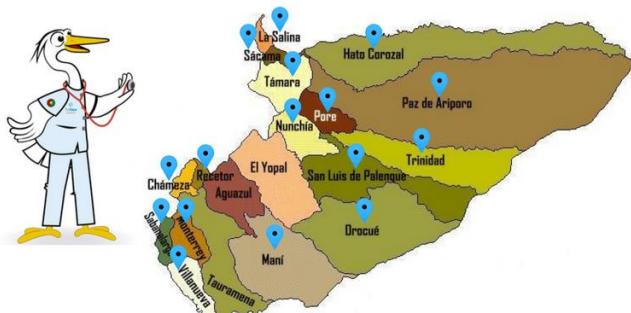 La Salina
Hato Corozal
Sácama
Támara
Paz de Ariporo
Pore
Nunchía
Trinidad
El Yopal
San Luis de Palenque
Recetor
Chámeza
Aguazul
Orocué
Monterrey
Maní
Villanueva
Tauramena